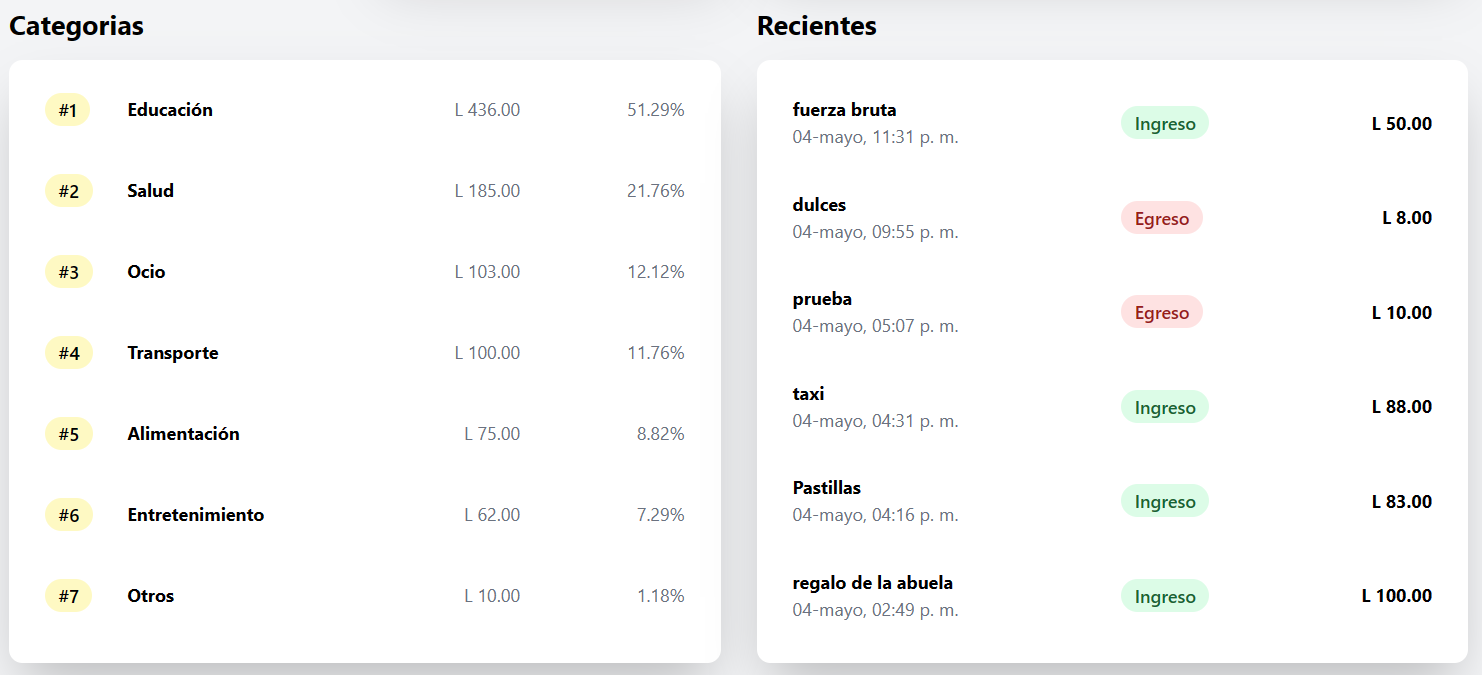 Categorias
#1 Educación L 436.00 51.29%
#2 Salud L 185.00 21.76%
#3 Ocio L 103.00 12.12%
#4 Transporte L 100.00 11.76%
#5 Alimentación L 75.00 8.82%
#6 Entretenimiento L 62.00 7.29%
#7 Otros L 10.00 1.18%
Recientes
fuerza bruta
04-mayo, 11:31 p. m.
Ingreso
L 50.00
dulces
04-mayo, 09:55 p. m.
Egreso
L 8.00
prueba
04-mayo, 05:07 p. m.
Egreso
L 10.00
taxi
04-mayo, 04:31 p. m.
Ingreso
L 88.00
Pastillas
04-mayo, 04:16 p. m.
Ingreso
L 83.00
regalo de la abuela
04-mayo, 02:49 p. m.
Ingreso
L 100.00